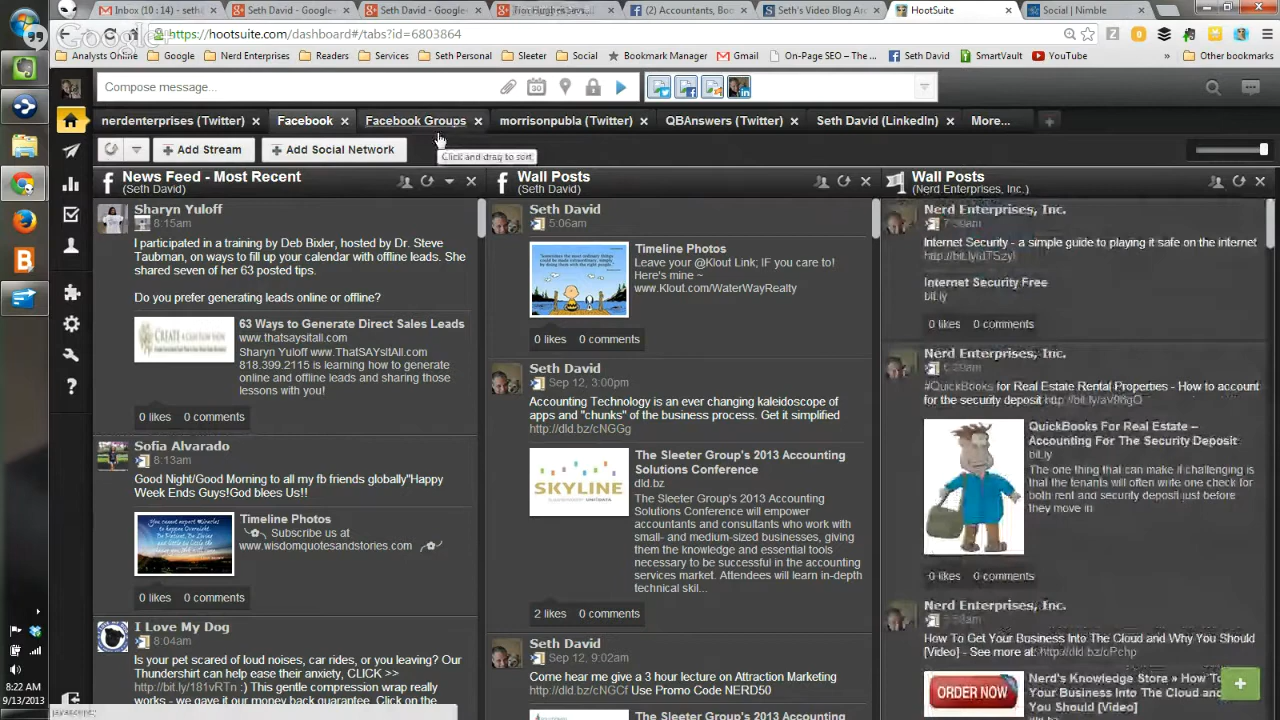 Inbox (10:14) - seth-
Seth David - Google-
Seth David - Google-
(2) Accountants, Boo
Seth's Video Blog Ar
HootSuite
Social | Nimble
Google
https://hootsuite.com/dashboard#/tabs?id=6803864
Analysts Online
Google
Nerd Enterprises
Readers
Services
Seth Personal
Sleeter
Social
Bookmark
Gmail
On-Page SEO – The ...
Seth David
SmartVault
YouTube
»
Other bookmarks
Compose message...
nerdenterprises (Twitter)
Facebook
Facebook Groups
morrisonpubla (Twitter)
QBAnswers (Twitter)
Seth David (LinkedIn)
More...
Add Stream
Add Social Network
Click and drag to sort
News Feed - Most Recent
(Seth David)
Sharyn Yuloff
8:15am
I participated in a training by Deb Bixler, hosted by Dr. Steve
Taubman, on ways to fill up your calendar with offline leads. She
shared seven of her 63 posted tips.
Do you prefer generating leads online or offline?
63 Ways to Generate Direct Sales Leads
www.thatsaysitall.com
Sharyn Yuloff www.ThatSAYsitAll.com
818.399.2115 is learning how to generate
online and offline leads and sharing those
lessons with you!
0 likes 0 comments
Sofia Alvarado
8:13am
Good Night/Good Morning to all my fb friends globally"Happy
Week Ends Guys!God blees Us!!
Timeline Photos
Subscribe us at
www.wisdomquotesandstories.com
0 likes 0 comments
I Love My Dog
8:04am
Is your pet scared of loud noises, car rides, or you leaving? Our
Thundershirt can help ease their anxiety, CLICK >>
http://bit.ly/181vRTn :) This gentle compression wrap really
works - we gave it our money back guarantee. Click on the
Wall Posts
(Seth David)
Seth David
5:06am
Timeline Photos
Leave your @Klout Link; IF you care to!
Here's mine ~
www.Klout.com/WaterWayRealty
0 likes 0 comments
Seth David
Sep 12, 3:00pm
Accounting Technology is an ever changing kaleidoscope of
apps and "chunks" of the business process. Get it simplified
http://dld.bz/cNGGg
SKYLINE
The Sleeter Group's 2013 Accounting
Solutions Conference
dld.bz
The Sleeter Group's 2013 Accounting
Solutions Conference will empower
accountants and consultants who work with
small- and medium-sized businesses, giving
them the knowledge and essential tools
necessary to be successful in the accounting
services market. Attendees will learn in-depth
technical skil...
2 likes 0 comments
Seth David
Sep 12, 9:02am
Come hear me give a 3 hour lecture on Attraction Marketing
http://dld.bz/cNGCf Use Promo Code NERD50
Wall Posts
(Nerd Enterprises, Inc.)
Nerd Enterprises, Inc.
Internet Security - a simple guide to playing it safe on the internet
Internet Security Free
bit.ly
0 likes 0 comments
Nerd Enterprises, Inc.
#QuickBooks for Real Estate Rental Properties - How to account
for the security deposit
QuickBooks For Real Estate –
Accounting For The Security Deposit
bit.ly
The one thing that can make it challenging is
that the tenants will often write one check for
both rent and security deposit just before
they move in
0 likes 0 comments
Nerd Enterprises, Inc.
How To Get Your Business Into The Cloud and Why You Should
[Video] - See more at: http://dld.bz/cPchp
ORDER NOW
Nerd's Knowledge Store » How To
Your Business Into The Cloud and
You Should [Video]
8:22 AM
9/13/2013